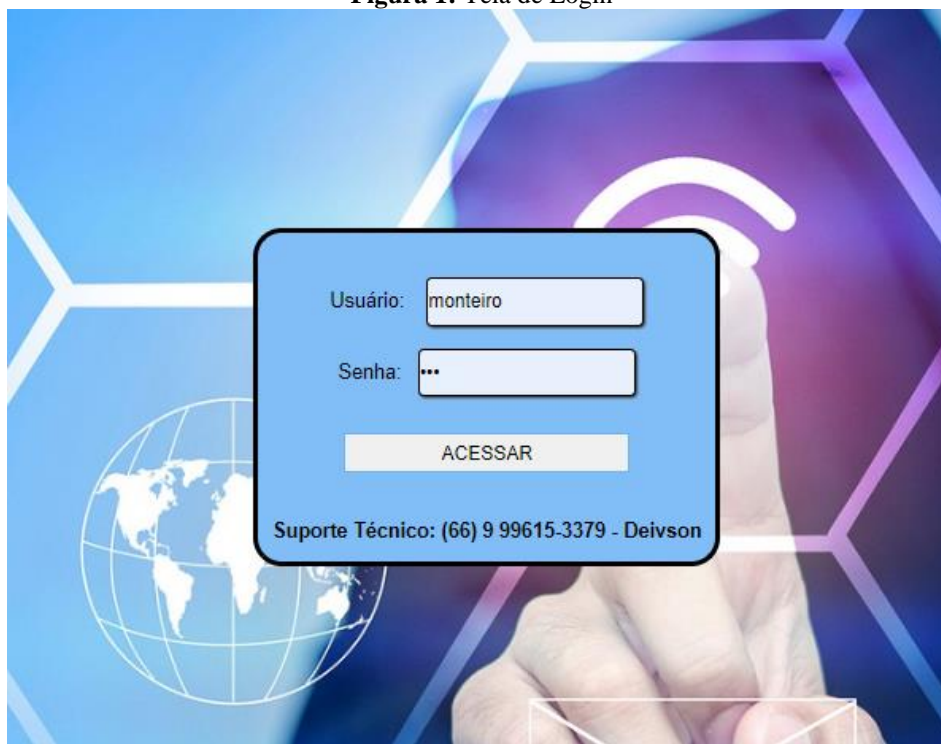 Figura 1: Tela de Login
Usuário: monteiro
Senha: •••
ACESSAR
Suporte Técnico: (66) 9 99615-3379 - Deivson